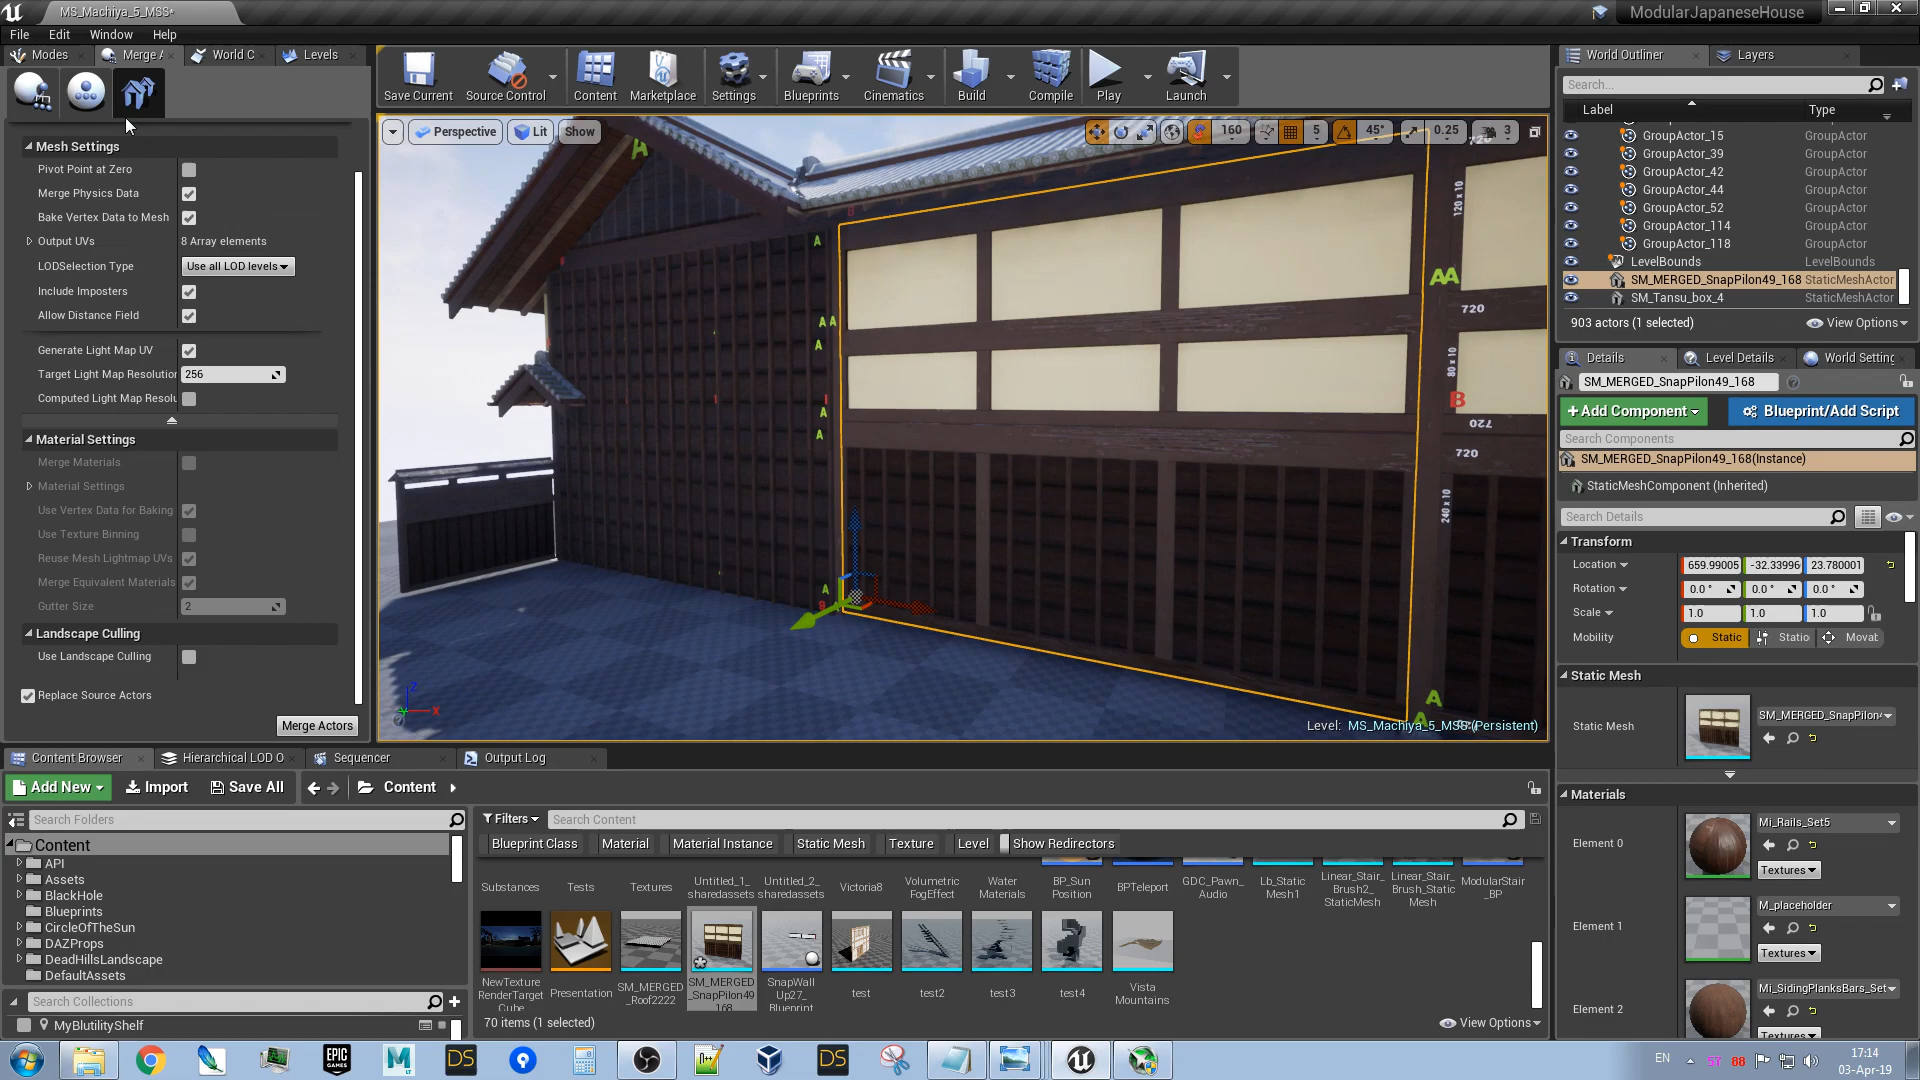 MS_Machiya_5_MSS*
ModularJapaneseHouse
File Edit Window Help
Modes Merge A World C Levels
Mesh Settings
Pivot Point at Zero
Merge Physics Data
Bake Vertex Data to Mesh
Output UVs 8 Array elements
LODSelection Type Use all LOD levels
Include Imposters
Allow Distance Field
Generate Light Map UV
Target Light Map Resolution 256
Computed Light Map Resolu
Material Settings
Merge Materials
Material Settings
Use Vertex Data for Baking
Use Texture Binning
Reuse Mesh Lightmap UVs
Merge Equivalent Materials
Gutter Size 2
Landscape Culling
Use Landscape Culling
Replace Source Actors
Merge Actors
Save Current Source Control Content Marketplace Settings Blueprints Cinematics Build Compile Play Launch
Perspective Lit Show
160 5 45° 0.25 3
120 x 10
720
80 x 10
B
720
720
240 x 10
Level: MS_Machiya_5_MSS (Persistent)
World Outliner Layers
Search...
Label Type
GroupActor_15 GroupActor
GroupActor_39 GroupActor
GroupActor_42 GroupActor
GroupActor_44 GroupActor
GroupActor_52 GroupActor
GroupActor_114 GroupActor
GroupActor_118 GroupActor
LevelBounds LevelBounds
SM_MERGED_SnapPilon49_168 StaticMeshActor
SM_Tansu_box_4 StaticMeshActor
903 actors (1 selected) View Options
Details Level Details World Setting
SM_MERGED_SnapPilon49_168
+Add Component Blueprint/Add Script
Search Components
SM_MERGED_SnapPilon49_168(Instance)
StaticMeshComponent (Inherited)
Search Details
Transform
Location 659.99005 -32.33996 23.780001
Rotation 0.0 ° 0.0 ° 0.0 °
Scale 1.0 1.0 1.0
Mobility Static Statio Movat
Static Mesh
Static Mesh SM_MERGED_SnapPilon4
Materials
Element 0 Mi_Rails_Set5
Textures
Element 1 M_placeholder
Textures
Element 2 Mi_SidingPlanksBars_Set
Textures
Content Browser Hierarchical LOD O Sequencer Output Log
Add New Import Save All Content
Search Folders
Content
API
Assets
BlackHole
Blueprints
CircleOfTheSun
DAZProps
DeadHillsLandscape
DefaultAssets
Search Collections
MyBlutilityShelf
Filters Search Content
Blueprint Class Material Material Instance Static Mesh Texture Level Show Redirectors
Substances
Tests
Textures
Untitled_1_
sharedassets
Untitled_2_
sharedassets
Victoria8
Volumetric
FogEffect
Water
Materials
BP_Sun
Position
BPTeleport
GDC_Pawn_
Audio
Lb_Static
Mesh1
Linear_Stair_
Brush2_
StaticMesh
Linear_Stair_
Brush_Static
Mesh
ModularStair
_BP
NewTexture
RenderTarget
Cube
Presentation
SM_MERGED
_Roof2222
SM_MERGED
_SnapPilon49
_168
SnapWall
Up27_
Blueprint
test
test2
test3
test4
Vista
Mountains
70 items (1 selected) View Options
EPIC
GAMES
DS
DS
EN
57 88
17:14
03-Apr-19